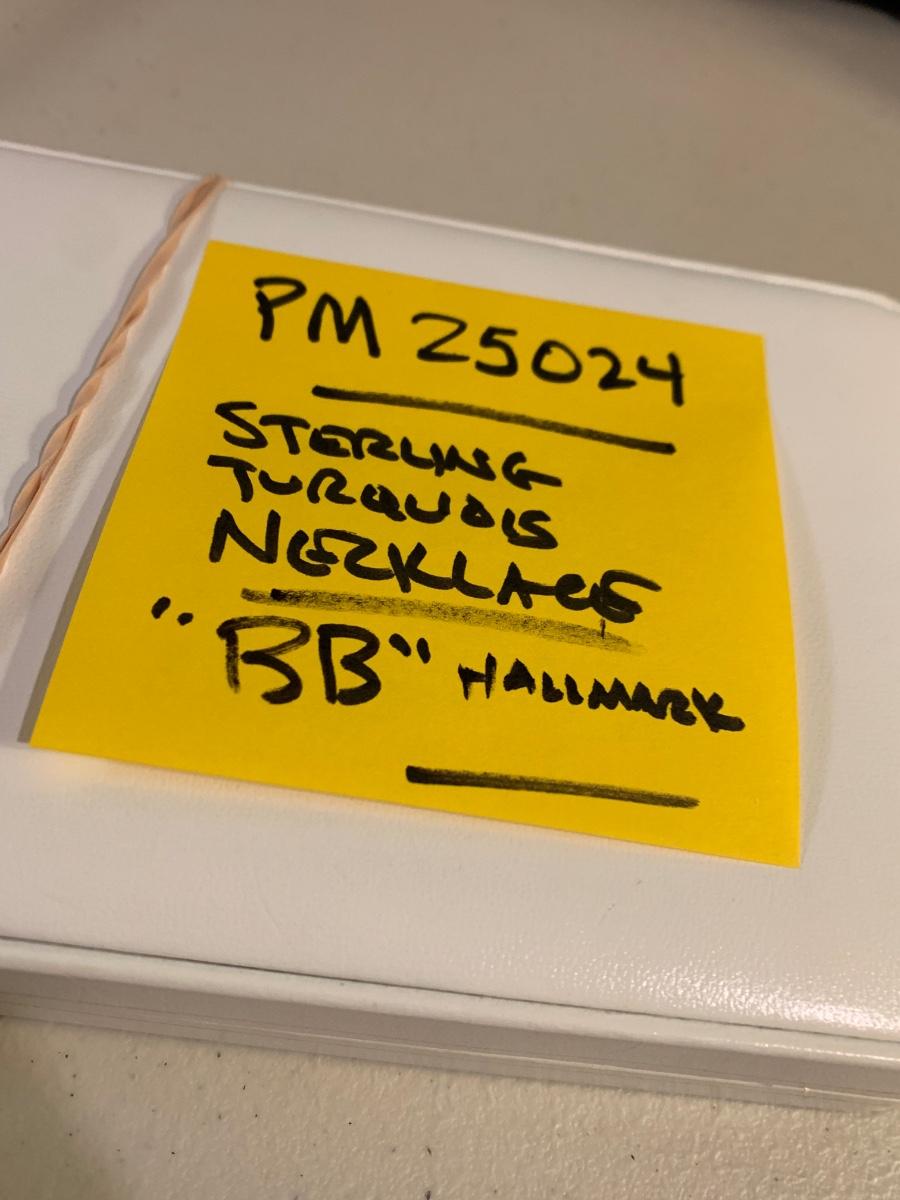 PM 25024
STERLING
TURQUOIS
NECKLACE
"BB" HALLMARK